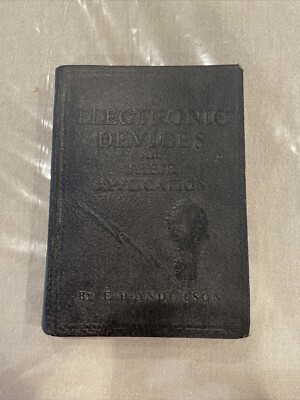 ELECTRONIC
DEVICES
AND
THEIR
APPLICATION
BY E.P. ANDERSON